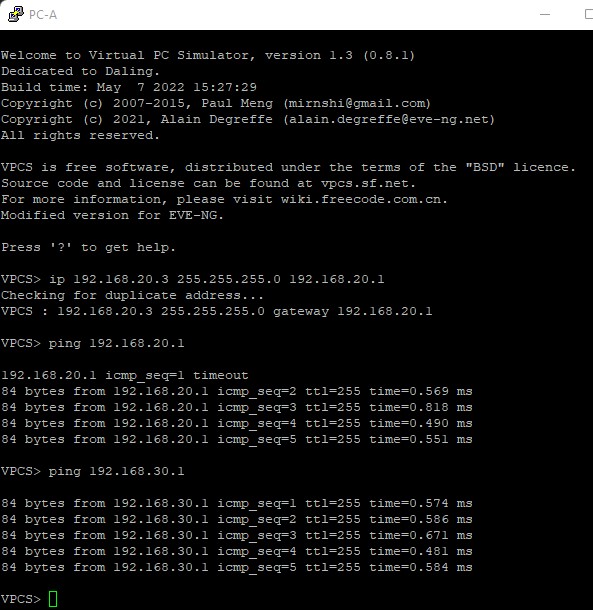 PC-A
Welcome to Virtual PC Simulator, version 1.3 (0.8.1)
Dedicated to Daling.
Build time: May  7 2022 15:27:29
Copyright (c) 2007-2015, Paul Meng (mirnshi@gmail.com)
Copyright (c) 2021, Alain Degreffe (alain.degreffe@eve-ng.net)
All rights reserved.
VPCS is free software, distributed under the terms of the "BSD" licence.
Source code and license can be found at vpcs.sf.net.
For more information, please visit wiki.freecode.com.cn.
Modified version for EVE-NG.
Press '?' to get help.
VPCS> ip 192.168.20.3 255.255.255.0 192.168.20.1
Checking for duplicate address...
VPCS : 192.168.20.3 255.255.255.0 gateway 192.168.20.1
VPCS> ping 192.168.20.1
192.168.20.1 icmp_seq=1 timeout
84 bytes from 192.168.20.1 icmp_seq=2 ttl=255 time=0.569 ms
84 bytes from 192.168.20.1 icmp_seq=3 ttl=255 time=0.818 ms
84 bytes from 192.168.20.1 icmp_seq=4 ttl=255 time=0.490 ms
84 bytes from 192.168.20.1 icmp_seq=5 ttl=255 time=0.551 ms
VPCS> ping 192.168.30.1
84 bytes from 192.168.30.1 icmp_seq=1 ttl=255 time=0.574 ms
84 bytes from 192.168.30.1 icmp_seq=2 ttl=255 time=0.586 ms
84 bytes from 192.168.30.1 icmp_seq=3 ttl=255 time=0.671 ms
84 bytes from 192.168.30.1 icmp_seq=4 ttl=255 time=0.481 ms
84 bytes from 192.168.30.1 icmp_seq=5 ttl=255 time=0.584 ms
VPCS>